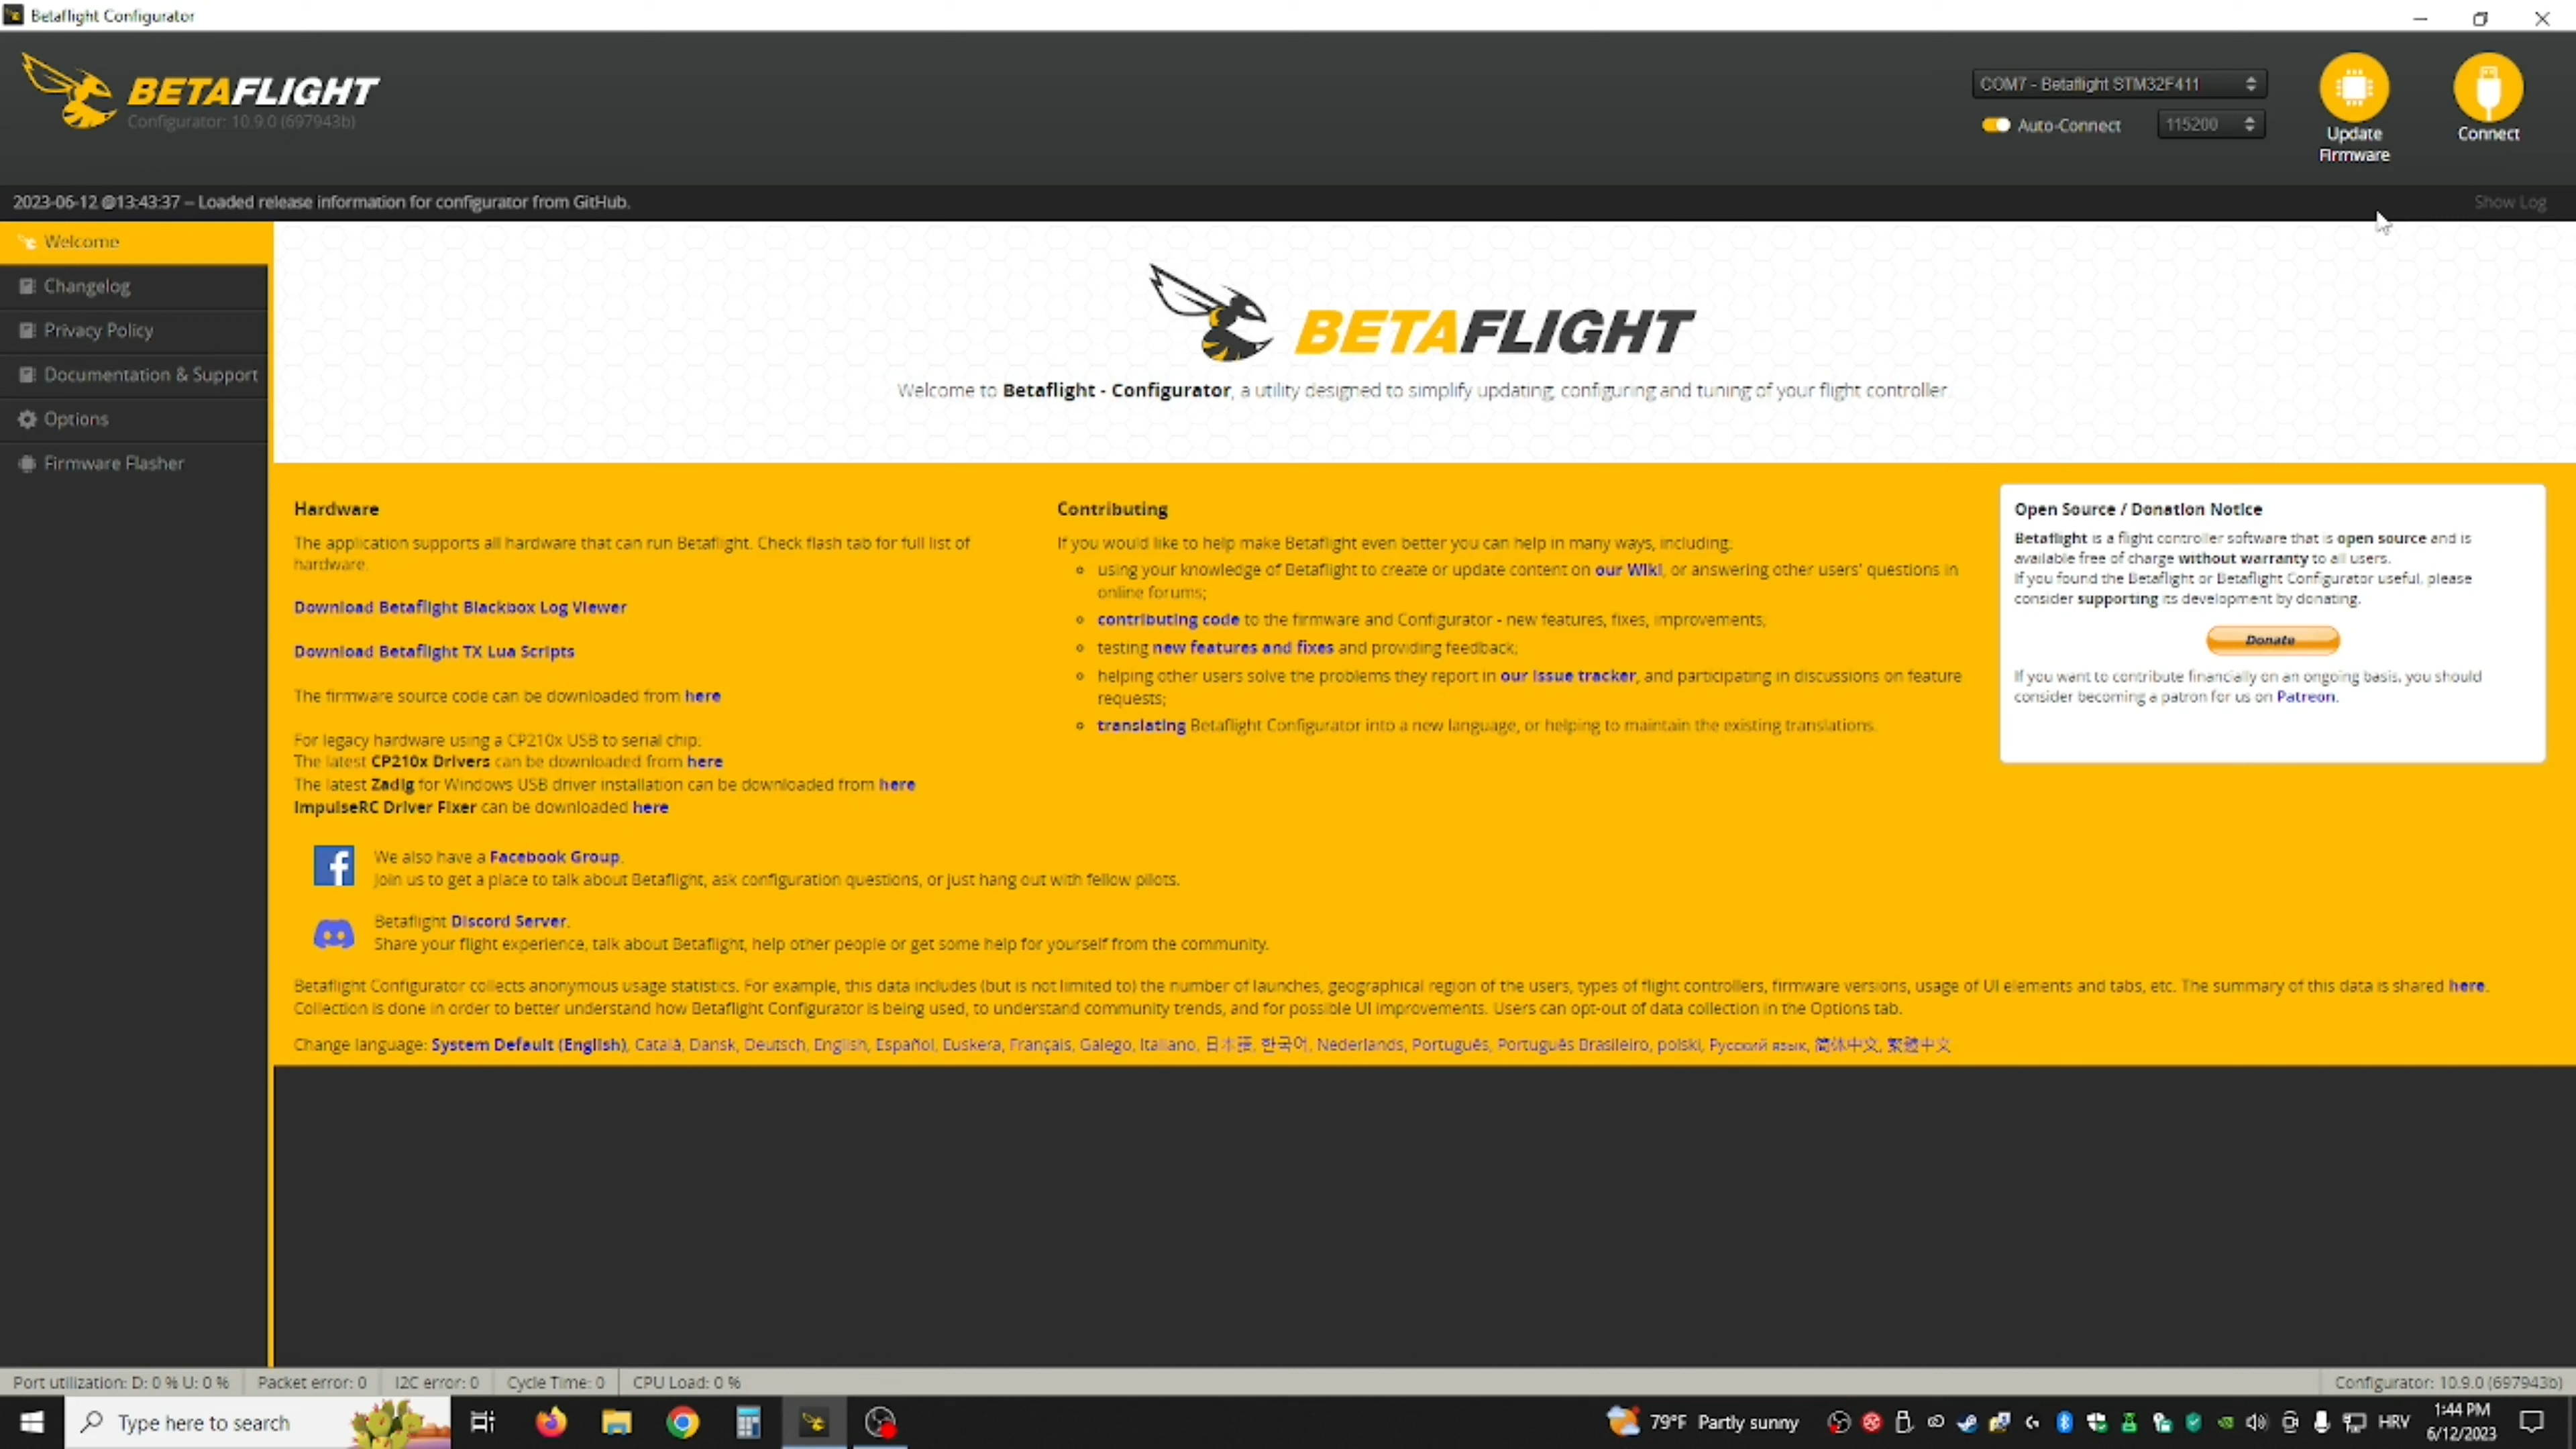 Betaflight Configurator
BETAFLIGHT
Configurator: 10.9.0 (697943b)
COM7 - Betaflight STM32F411
Auto-Connect
115200
Update
Firmware
Connect
2023-06-12 @13:43:37 -- Loaded release information for configurator from GitHub.
Show Log
Welcome
Changelog
Privacy Policy
Documentation & Support
Options
Firmware Flasher
BETAFLIGHT
Welcome to Betaflight - Configurator, a utility designed to simplify updating, configuring and tuning of your flight controller.
Hardware
The application supports all hardware that can run Betaflight. Check flash tab for full list of
hardware.
Download Betaflight Blackbox Log Viewer
Download Betaflight TX Lua Scripts
The firmware source code can be downloaded from here
For legacy hardware using a CP210x USB to serial chip:
The latest CP210x Drivers can be downloaded from here
The latest Zadig for Windows USB driver installation can be downloaded from here
ImpulseRC Driver Fixer can be downloaded here
Contributing
If you would like to help make Betaflight even better you can help in many ways, including:
using your knowledge of Betaflight to create or update content on our Wiki, or answering other users' questions in
online forums;
contributing code to the firmware and Configurator - new features, fixes, improvements;
testing new features and fixes and providing feedback;
helping other users solve the problems they report in our issue tracker, and participating in discussions on feature
requests;
translating Betaflight Configurator into a new language, or helping to maintain the existing translations.
Open Source / Donation Notice
Betaflight is a flight controller software that is open source and is
available free of charge without warranty to all users.
If you found the Betaflight or Betaflight Configurator useful, please
consider supporting its development by donating.
Donate
If you want to contribute financially on an ongoing basis, you should
consider becoming a patron for us on Patreon.
We also have a Facebook Group.
Join us to get a place to talk about Betaflight, ask configuration questions, or just hang out with fellow pilots.
Betaflight Discord Server.
Share your flight experience, talk about Betaflight, help other people or get some help for yourself from the community.
Betaflight Configurator collects anonymous usage statistics. For example, this data includes (but is not limited to) the number of launches, geographical region of the users, types of flight controllers, firmware versions, usage of UI elements and tabs, etc. The summary of this data is shared here.
Collection is done in order to better understand how Betaflight Configurator is being used, to understand community trends, and for possible UI improvements. Users can opt-out of data collection in the Options tab.
Change language: System Default (English), Català, Dansk, Deutsch, English, Español, Euskera, Français, Galego, Italiano, 日本語, 한국어, Nederlands, Português, Português Brasileiro, polski, Русский язык, 简体中文, 繁體中文
Port utilization: D: 0 % U: 0 %
Packet error: 0
I2C error: 0
Cycle Time: 0
CPU Load: 0 %
Configurator: 10.9.0 (697943b)
Type here to search
79°F Partly sunny
HRV
1:44 PM
6/12/2023